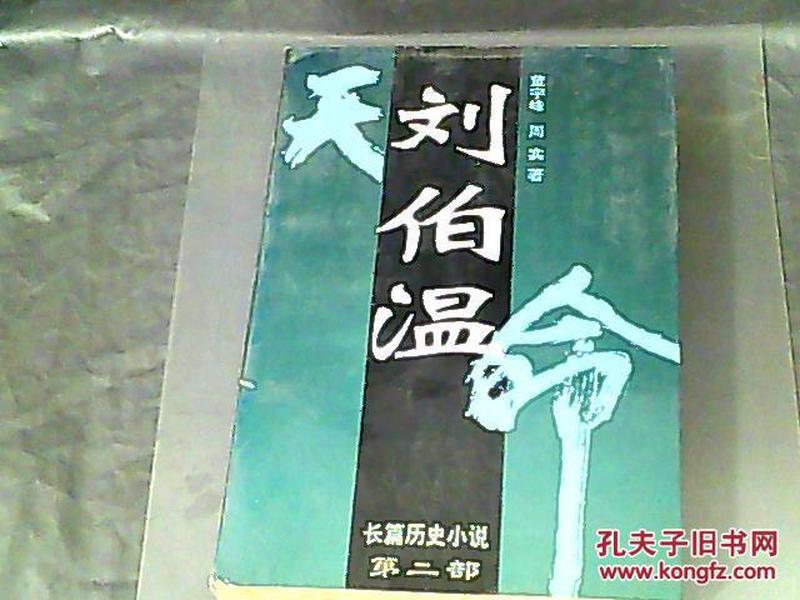 天命
刘伯温
董宇峰 周实 著
长篇历史小说
第二部
孔夫子旧书网
www.kongfz.com